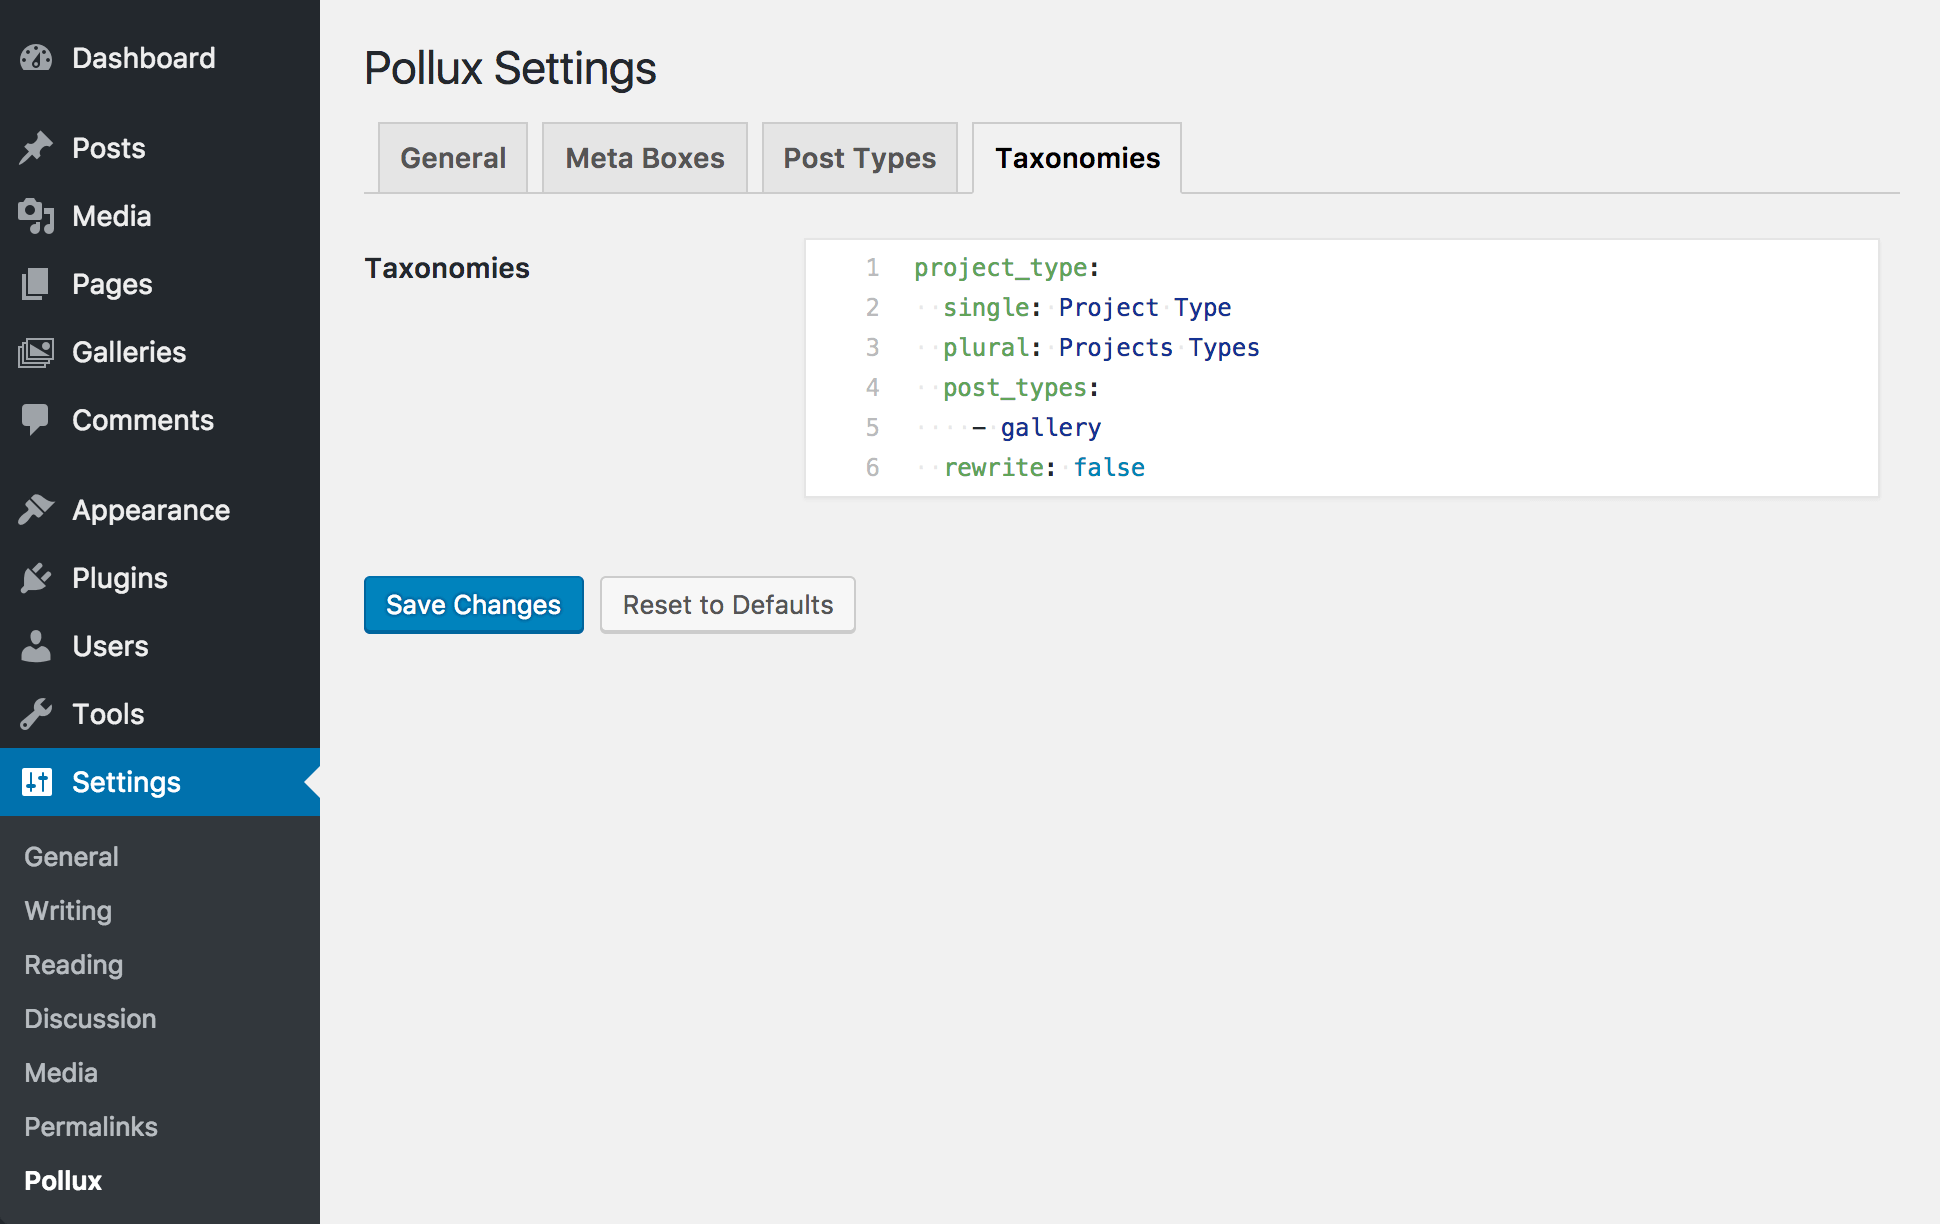 Dashboard
Posts
Media
Pages
Galleries
Comments
Appearance
Plugins
Users
Tools
Settings
General
Writing
Reading
Discussion
Media
Permalinks
Pollux
Pollux Settings
General Meta Boxes Post Types Taxonomies
Taxonomies
1 project_type:
2 single: Project Type
3 plural: Projects Types
4 post_types:
5 - gallery
6 rewrite: false
Save Changes Reset to Defaults